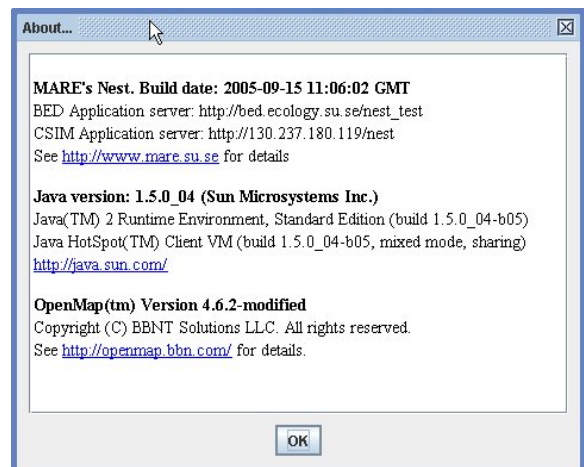 About...
MARE's Nest. Build date: 2005-09-15 11:06:02 GMT
BED Application server: http://bed.ecology.su.se/nest_test
CSIM Application server: http://130.237.180.119/nest
See http://www.mare.su.se for details
Java version: 1.5.0_04 (Sun Microsystems Inc.)
Java(TM) 2 Runtime Environment, Standard Edition (build 1.5.0_04-b05)
Java HotSpot(TM) Client VM (build 1.5.0_04-b05, mixed mode, sharing)
http://java.sun.com/
OpenMap(tm) Version 4.6.2-modified
Copyright (C) BBNT Solutions LLC. All rights reserved.
See http://openmap.bbn.com/ for details.
OK